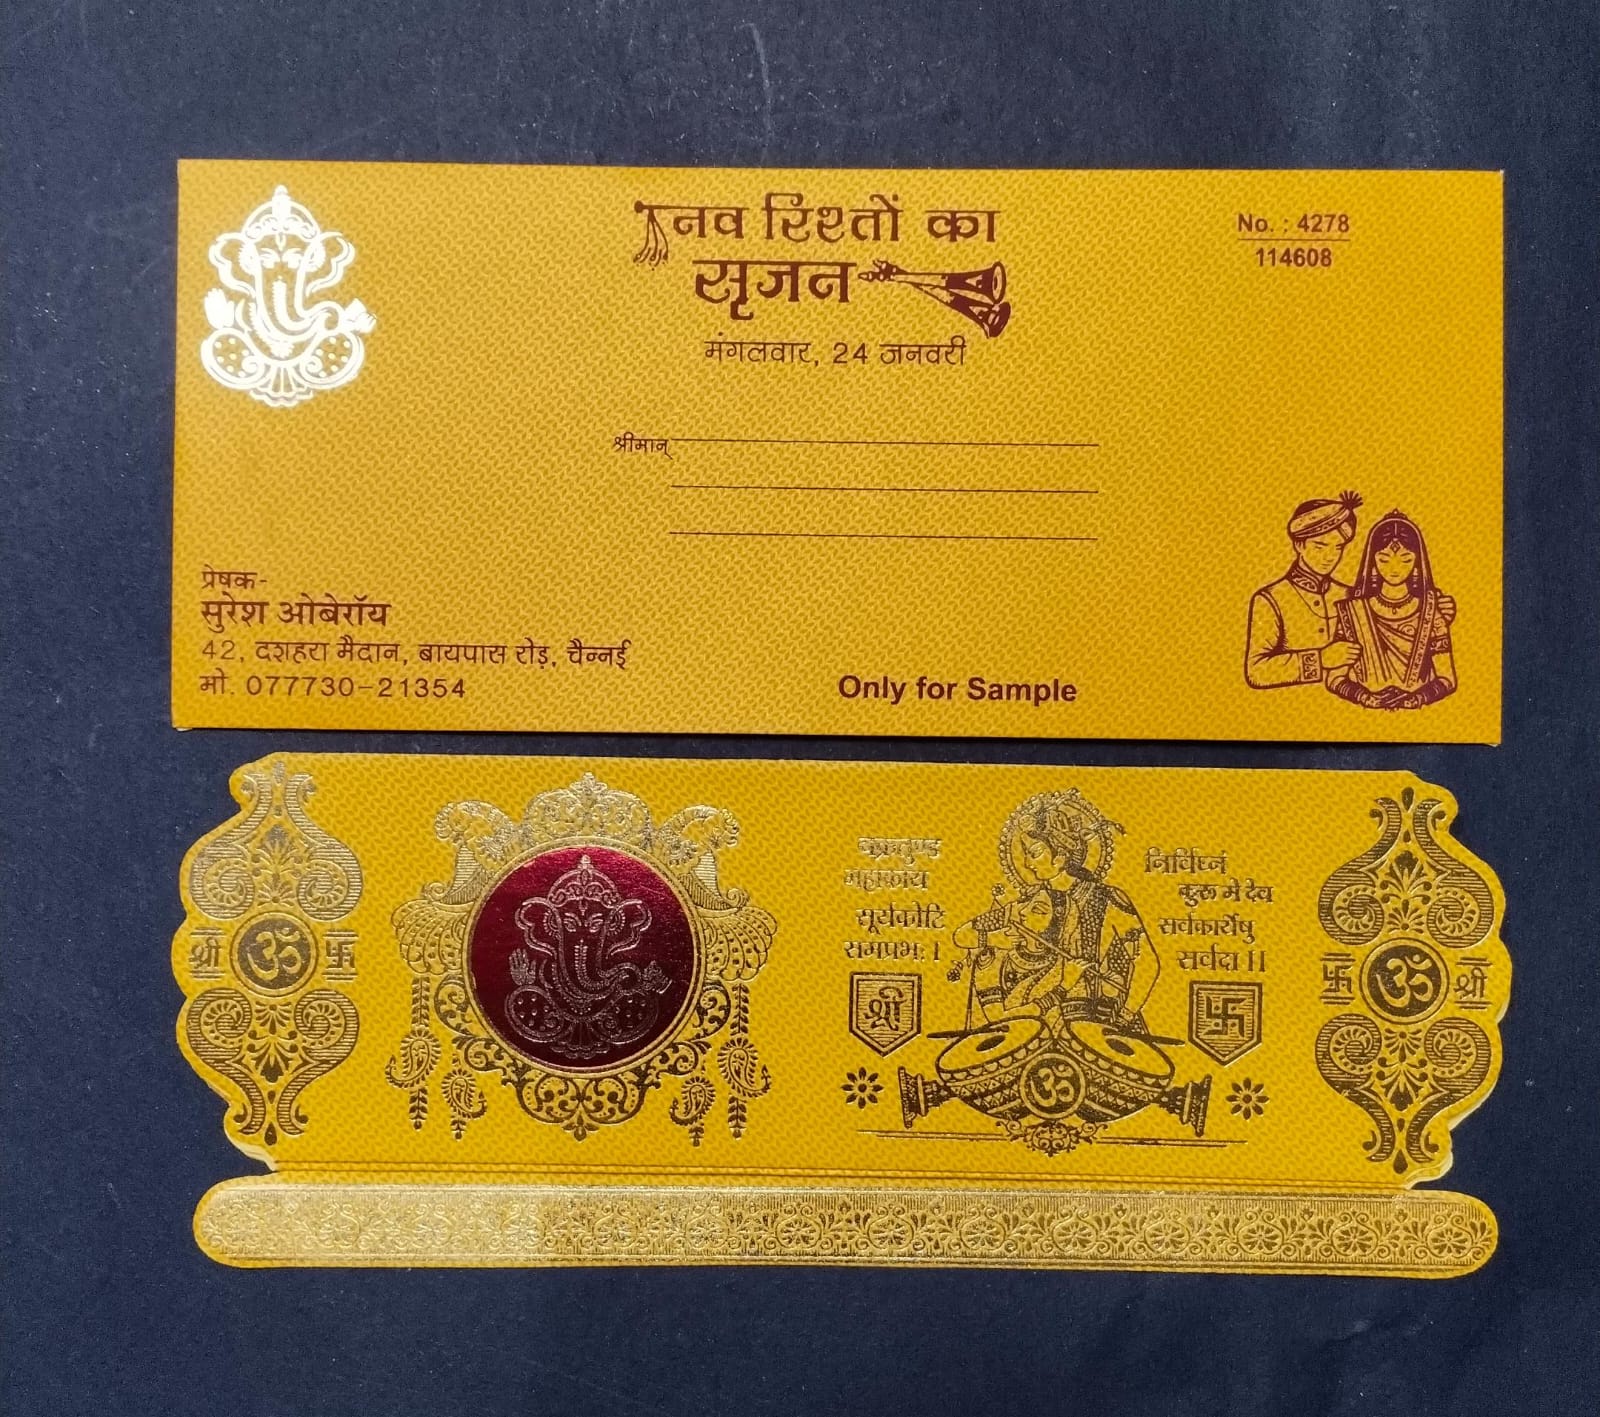 नव रिश्तों का
सृजन
मंगलवार, 24 जनवरी
No. : 4278
114608
श्रीमान्
प्रेषक-
सुरेश ओबेरॉय
42, दशहरा मैदान, बायपास रोड़, चैन्नई
मो. 077730-21354
Only for Sample
श्री ॐ 卐
वक्रतुण्ड
महाकाय
सूर्यकोटि
समप्रभः।
श्री
निर्विघ्नं
कुरू मे देव
सर्वकार्येषु
सर्वदा।।
卐
ॐ
卐 ॐ श्री